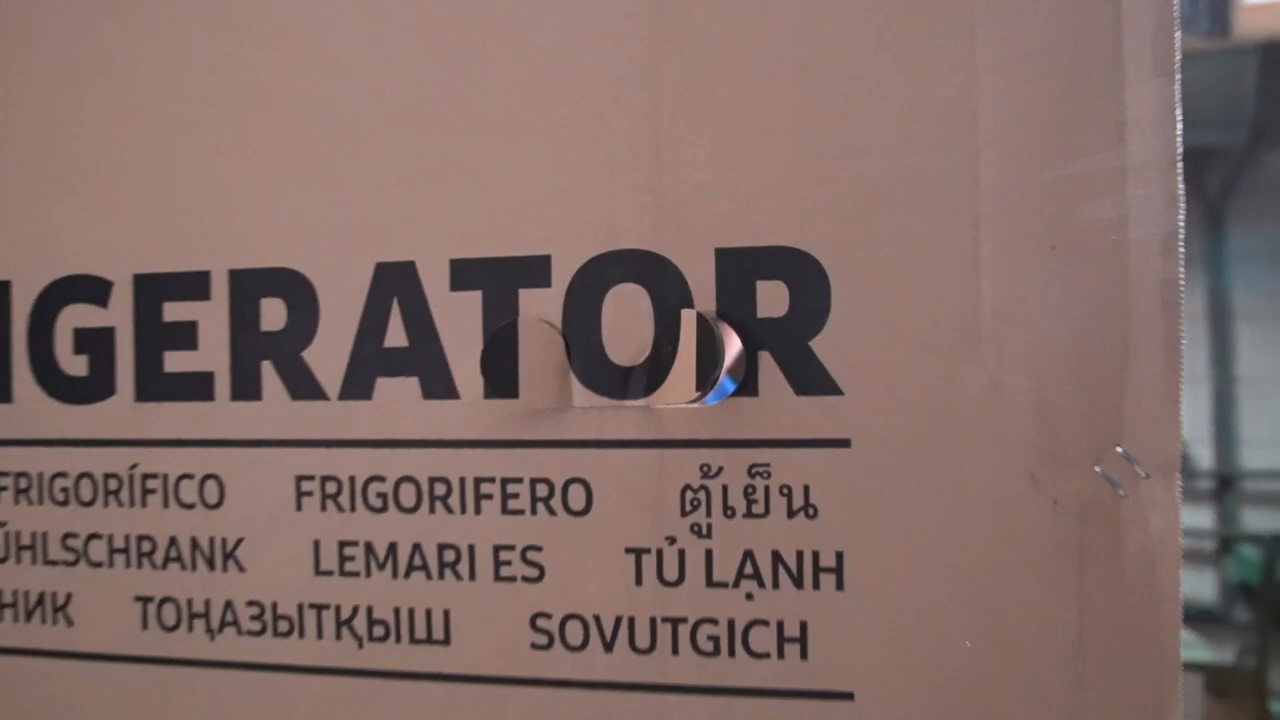 IGERATOR
FRIGORÍFICO FRIGORIFERO ตู้เย็น
ÜHLSCHRANK LEMARI ES TỦ LẠNH
НИК ТОҢАЗЫТҚЫШ SOVUTGICH